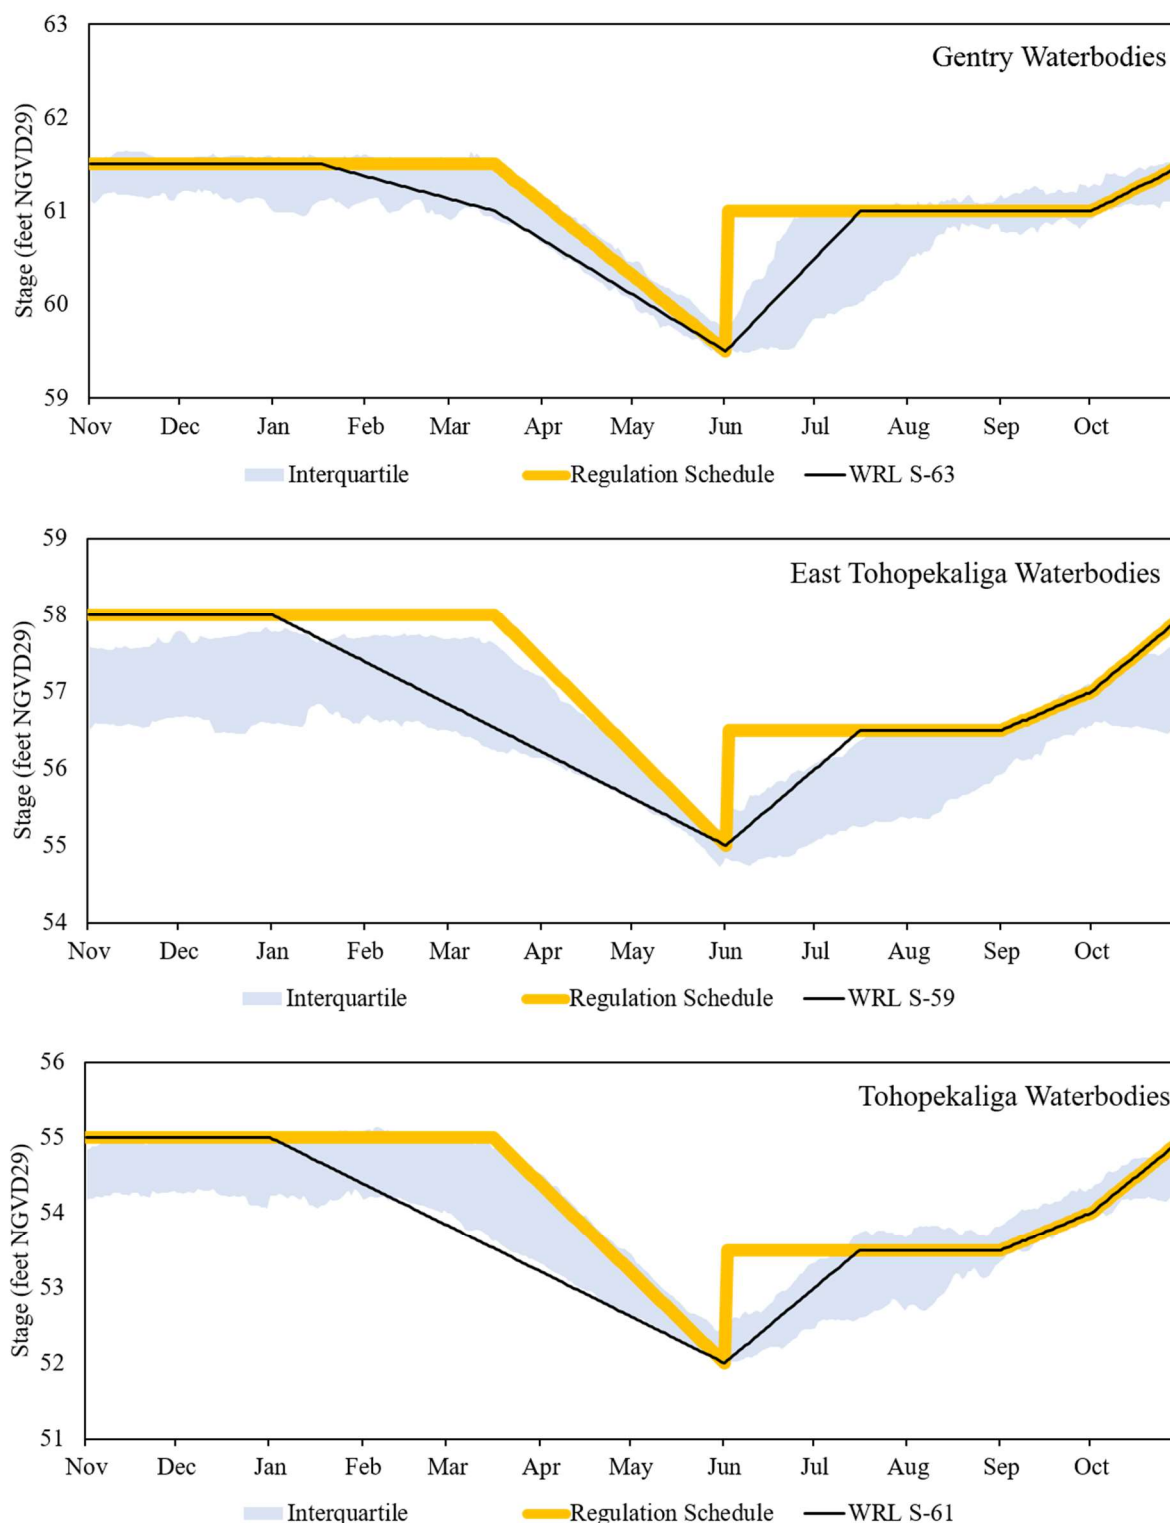 Gentry Waterbodies
Stage (feet NGVD29)
63
62
61
60
59
Nov Dec Jan Feb Mar Apr May Jun Jul Aug Sep Oct
Interquartile Regulation Schedule WRL S-63
East Tohopekaliga Waterbodies
Stage (feet NGVD29)
59
58
57
56
55
54
Nov Dec Jan Feb Mar Apr May Jun Jul Aug Sep Oct
Interquartile Regulation Schedule WRL S-59
Tohopekaliga Waterbodies
Stage (feet NGVD29)
56
55
54
53
52
51
Nov Dec Jan Feb Mar Apr May Jun Jul Aug Sep Oct
Interquartile Regulation Schedule WRL S-61